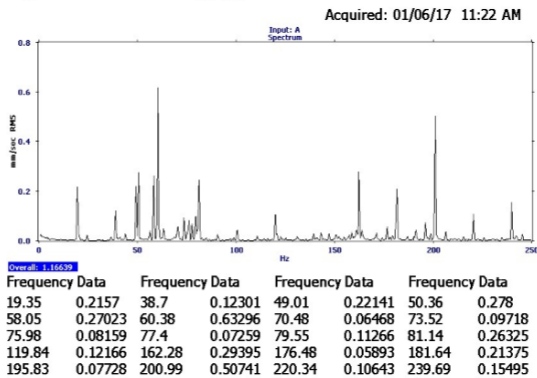 Acquired: 01/06/17 11:22 AM
Input: A
Spectrum
0.8
0.6
0.4
0.2
0.0
mm/sec RMS
0 50 100 150 200 250
Hz
Overall: 1.16639
Frequency Data Frequency Data Frequency Data Frequency Data
19.35 0.2157 38.7 0.12301 49.01 0.22141 50.36 0.278
58.05 0.27023 60.38 0.63296 70.48 0.06468 73.52 0.09718
75.98 0.08159 77.4 0.07259 79.55 0.11266 81.14 0.26325
119.84 0.12166 162.28 0.29395 176.48 0.05893 181.64 0.21375
195.83 0.07728 200.99 0.50741 220.34 0.10643 239.69 0.15495